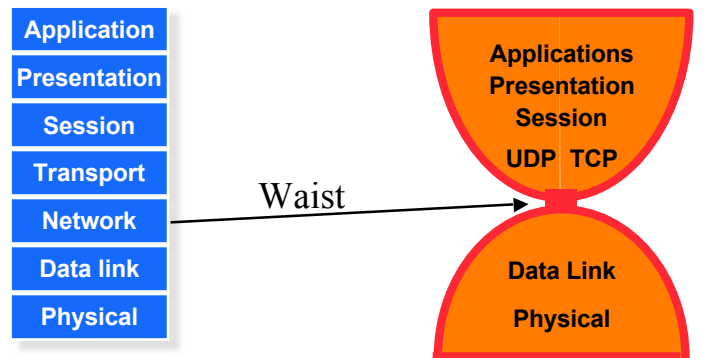 Application
Presentation
Session
Transport
Network
Data link
Physical
Waist
Applications
Presentation
Session
UDP TCP
Data Link
Physical